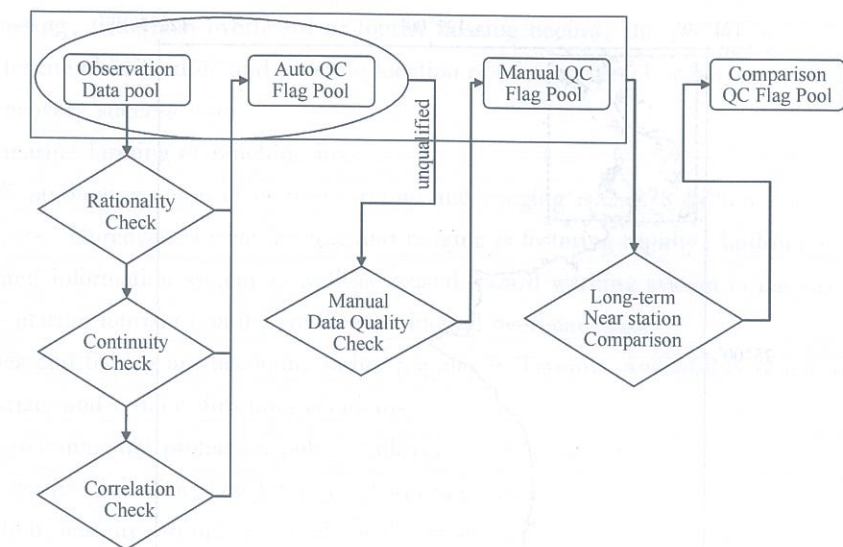 Observation
Data pool
Auto QC
Flag Pool
Manual QC
Flag Pool
Comparison
QC Flag Pool
unqualified
Rationality
Check
Manual
Data Quality
Check
Long-term
Near station
Comparison
Continuity
Check
Correlation
Check